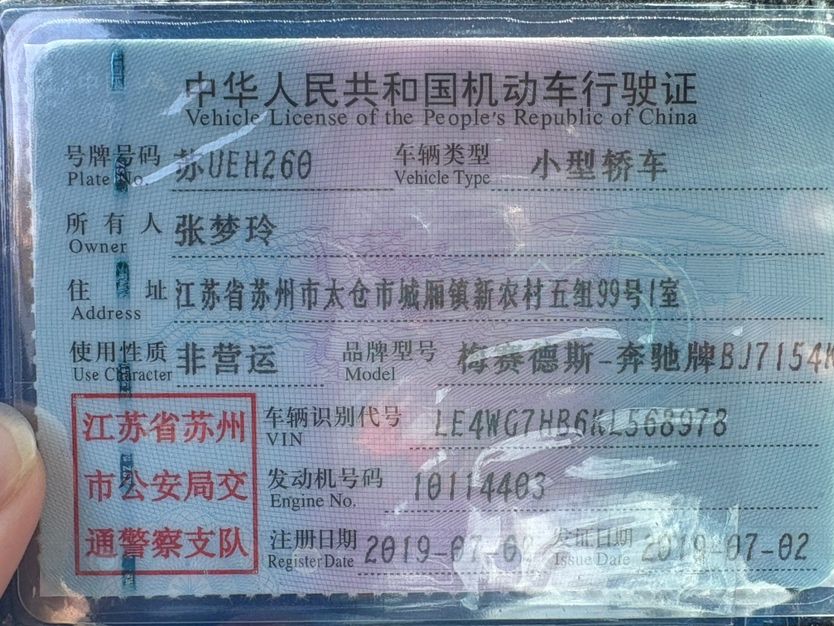 中华人民共和国机动车行驶证
Vehicle License of the People's Republic of China
号牌号码 苏UEH260 车辆类型 小型轿车
Plate No. Vehicle Type
所有人 张梦玲
Owner
住址 江苏省苏州市太仓市城厢镇新农村五组99号1室
Address
使用性质 非营运 品牌型号 梅赛德斯-奔驰牌BJ7154
Use Character Model
江苏省苏州 车辆识别代号 LE4WG7HB6KL568978
VIN
市公安局交 发动机号码 10114403
Engine No.
通警察支队 注册日期 2019-07-02 发证日期 2019-07-02
Register Date Issue Date